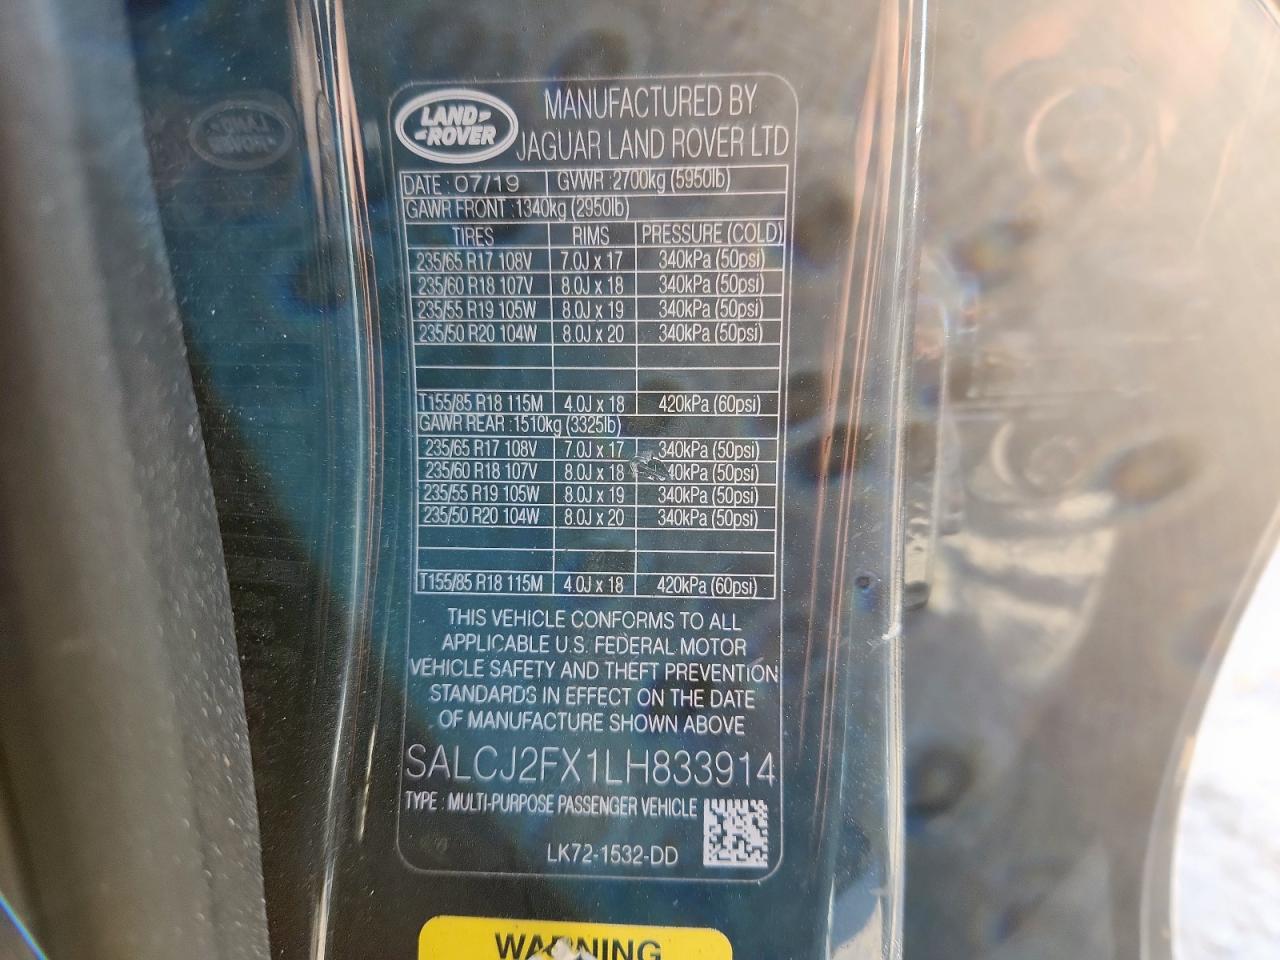 LAND
ROVER
MANUFACTURED BY
JAGUAR LAND ROVER LTD
DATE : 07/19 GVWR : 2700kg (5950lb)
GAWR FRONT : 1340kg (2950lb)
TIRES RIMS PRESSURE (COLD)
235/65 R17 108V 7.0J x 17 340kPa (50psi)
235/60 R18 107V 8.0J x 18 340kPa (50psi)
235/55 R19 105W 8.0J x 19 340kPa (50psi)
235/50 R20 104W 8.0J x 20 340kPa (50psi)
T155/85 R18 115M 4.0J x 18 420kPa (60psi)
GAWR REAR : 1510kg (3325lb)
235/65 R17 108V 7.0J x 17 340kPa (50psi)
235/60 R18 107V 8.0J x 18 340kPa (50psi)
235/55 R19 105W 8.0J x 19 340kPa (50psi)
235/50 R20 104W 8.0J x 20 340kPa (50psi)
T155/85 R18 115M 4.0J x 18 420kPa (60psi)
THIS VEHICLE CONFORMS TO ALL
APPLICABLE U.S. FEDERAL MOTOR
VEHICLE SAFETY AND THEFT PREVENTION
STANDARDS IN EFFECT ON THE DATE
OF MANUFACTURE SHOWN ABOVE
SALCJ2FX1LH833914
TYPE : MULTI-PURPOSE PASSENGER VEHICLE
LK72-1532-DD
WARNING